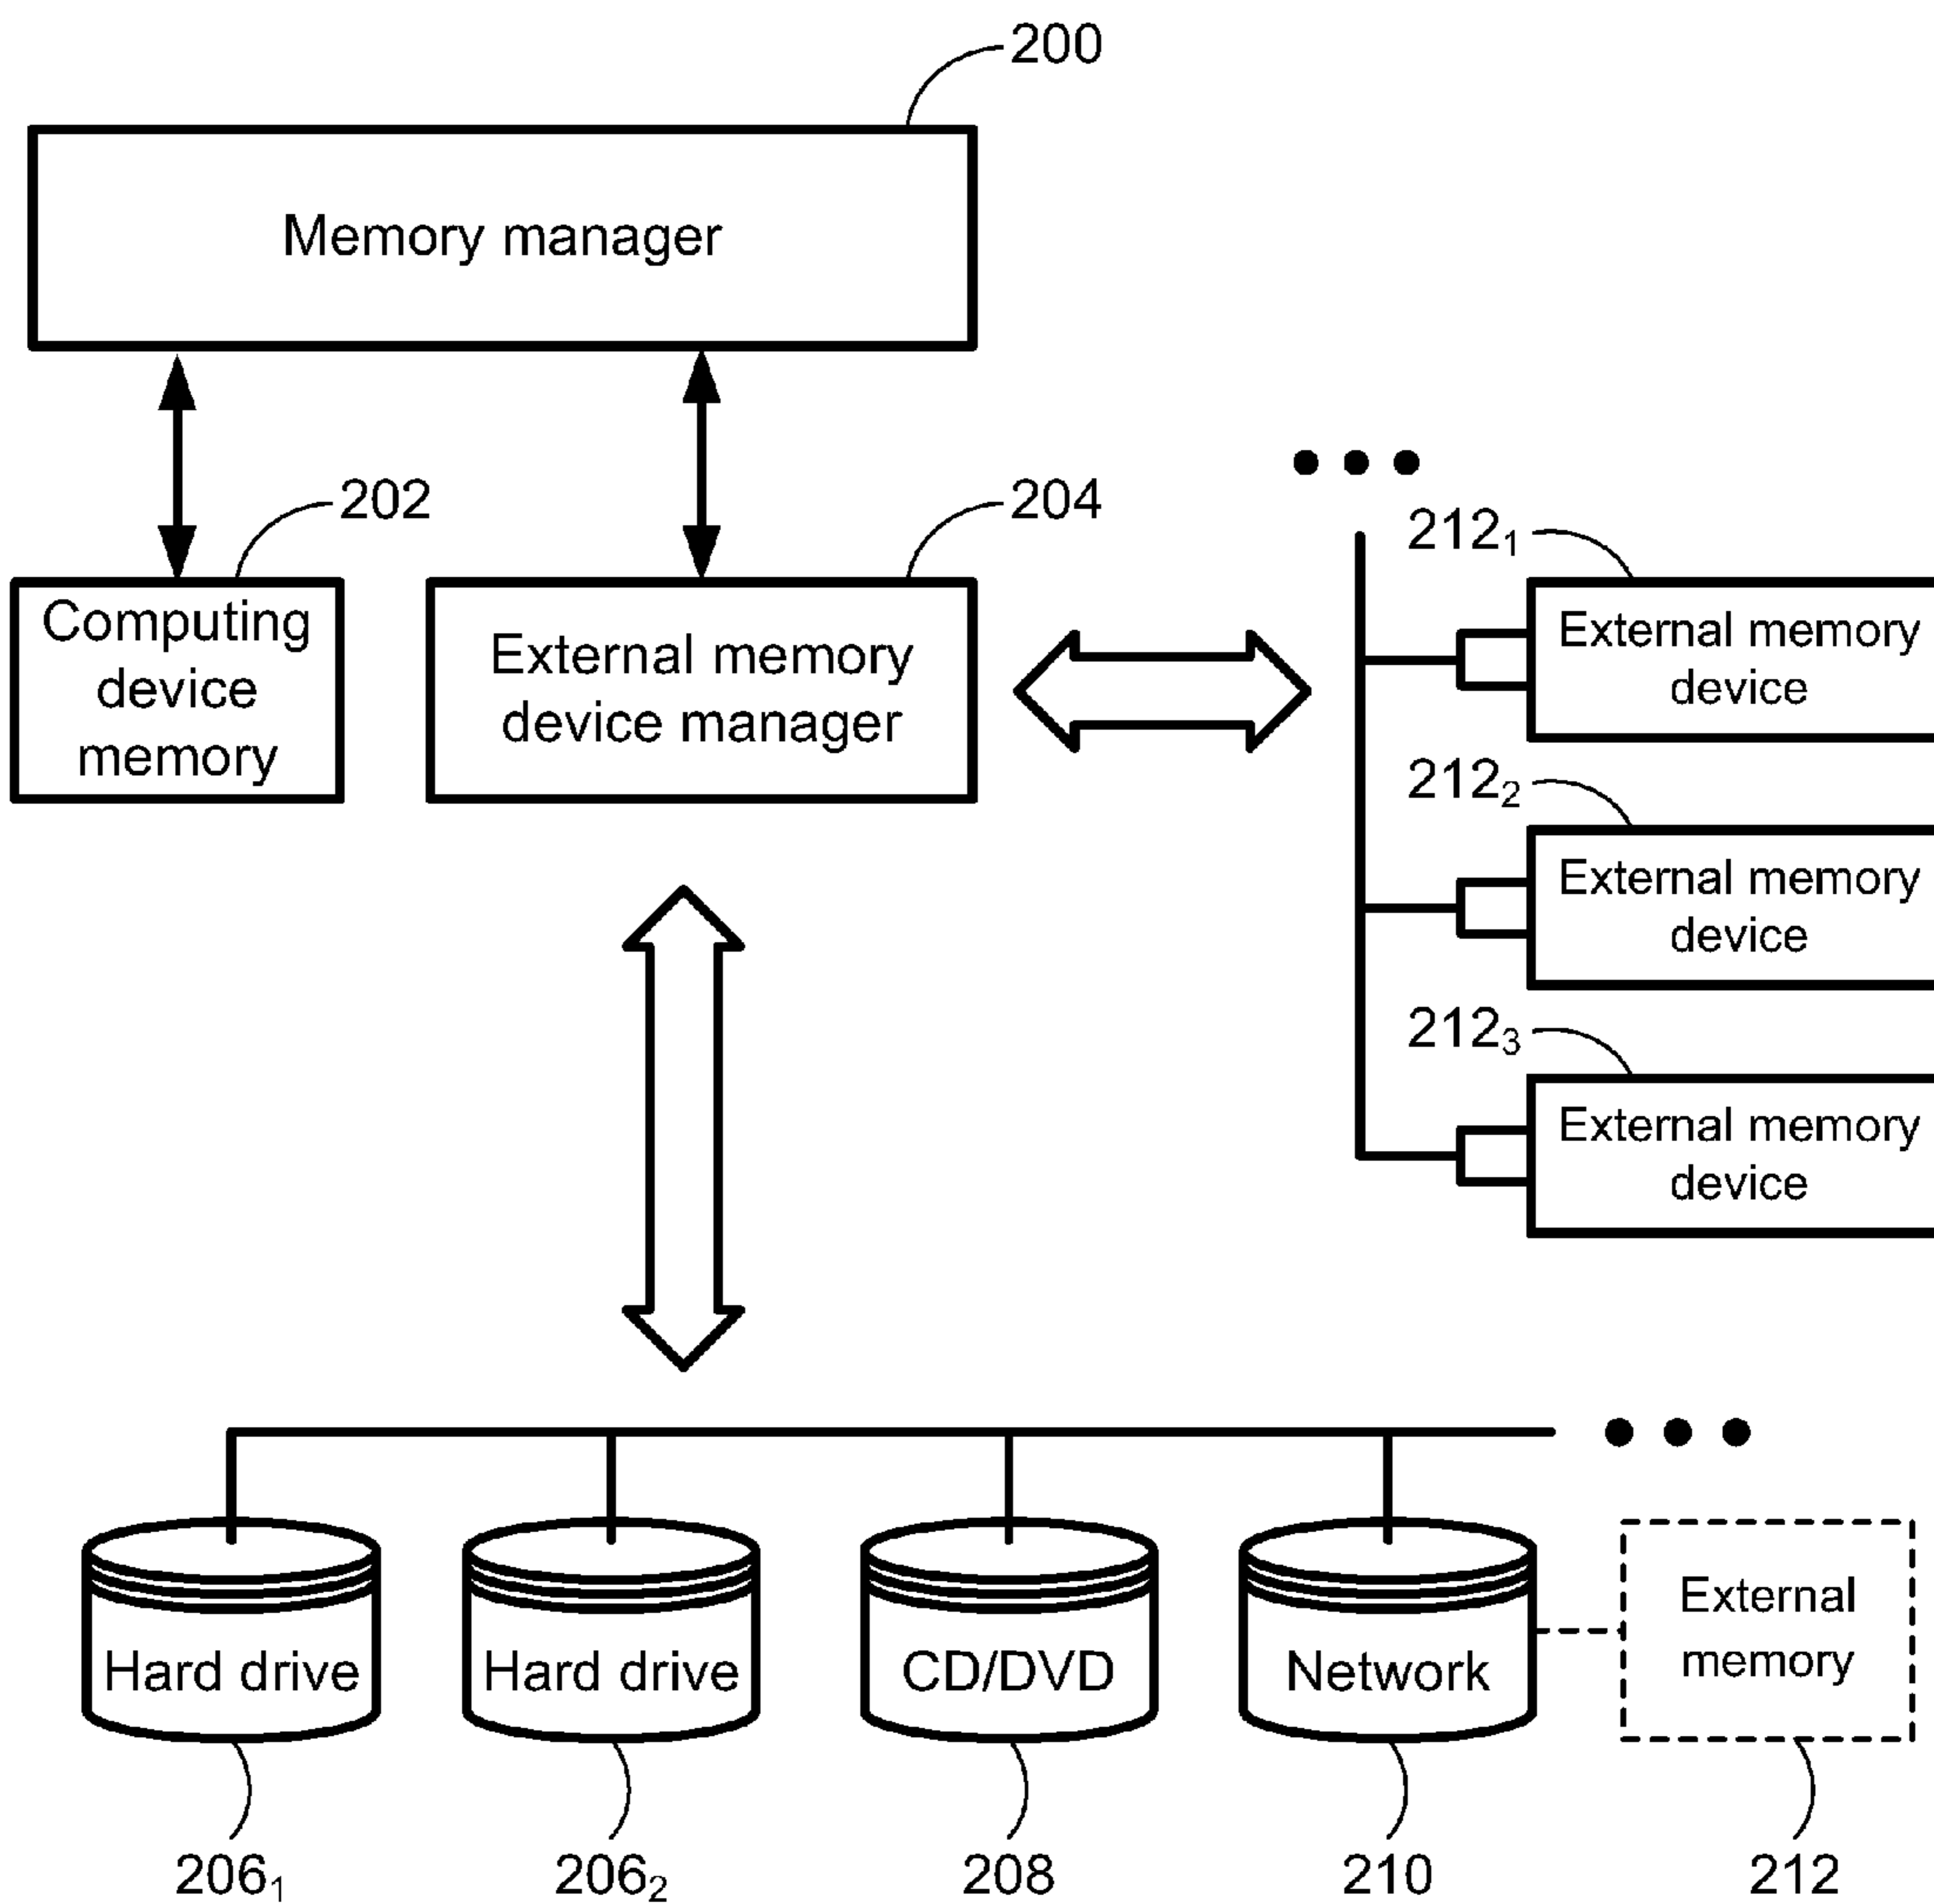 200
Memory manager
202
204
212₁
Computing
device
memory
External memory
device manager
External memory
device
212₂
External memory
device
212₃
External memory
device
Hard drive
Hard drive
CD/DVD
Network
External
memory
206₁
206₂
208
210
212